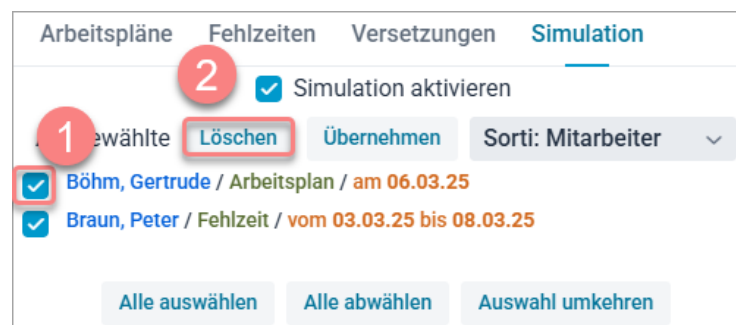 Arbeitspläne Fehlzeiten Versetzungen Simulation
2 Simulation aktivieren
1 ewählte Löschen Übernehmen Sorti: Mitarbeiter
Böhm, Gertrude / Arbeitsplan / am 06.03.25
Braun, Peter / Fehlzeit / vom 03.03.25 bis 08.03.25
Alle auswählen Alle abwählen Auswahl umkehren